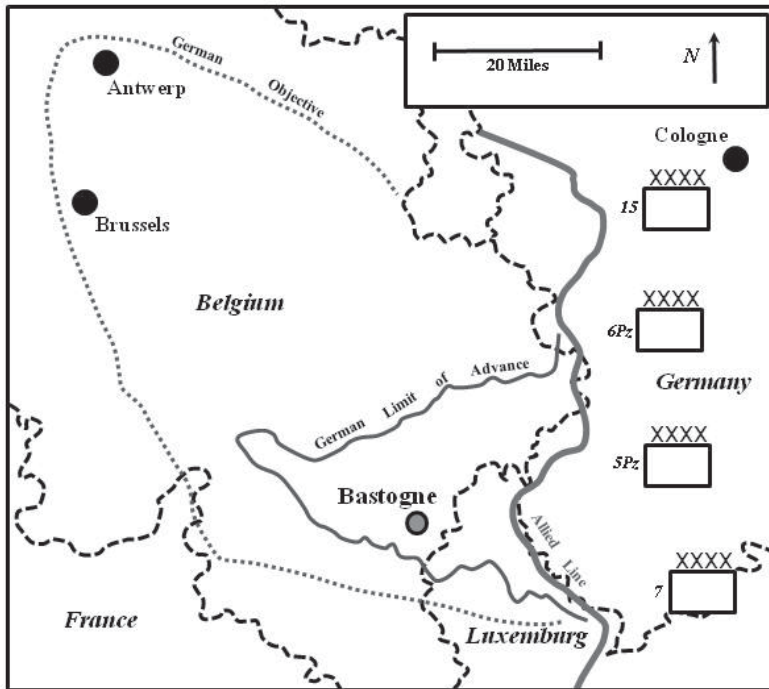 German
Objective
Antwerp
20 Miles
N
Cologne
XXXX
15
Brussels
Belgium
XXXX
6Pz
German Limit of Advance
Germany
XXXX
5Pz
Bastogne
Allied Line
XXXX
7
France
Luxemburg